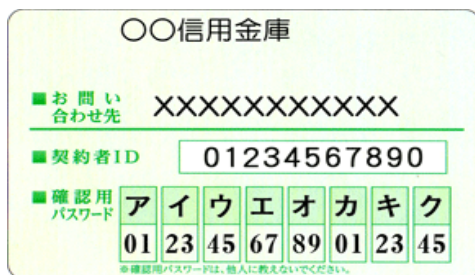 〇〇信用金庫
■お問い合わせ先 XXXXXXXXXXX
■契約者ID 01234567890
■確認用パスワード
ア イ ウ エ オ カ キ ク
01 23 45 67 89 01 23 45
※確認用パスワードは、他人に教えないでください。